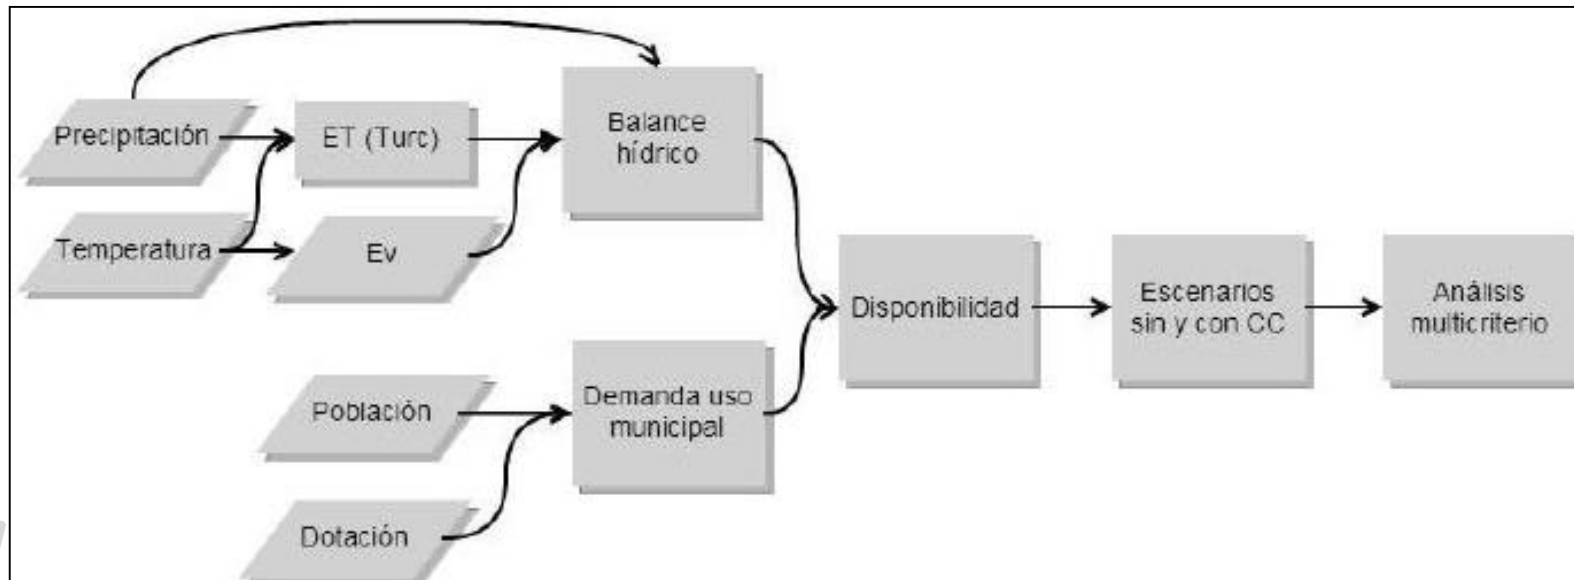 Precipitación
ET (Turc)
Balance
hídrico
Temperatura
Ev
Disponibilidad
Escenarios
sin y con CC
Análisis
multicriterio
Población
Demanda uso
municipal
Dotación